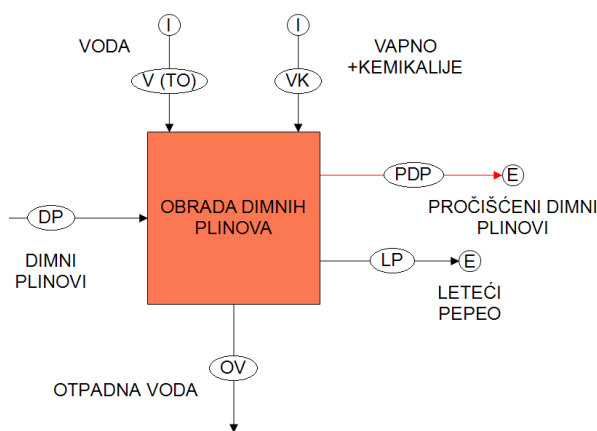 I
I
VODA
VAPNO
+KEMIKALIJE
V (TO)
VK
OBRADA DIMNIH
PLINOVA
PDP
E
PROČIŠĆENI DIMNI
PLINOVI
DP
DIMNI
PLINOVI
LP
E
LETEĆI
PEPEO
OV
OTPADNA VODA